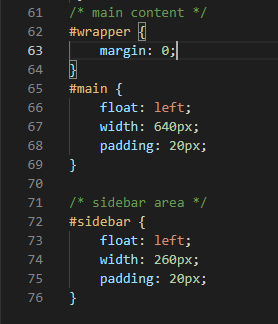 61 /* main content */
62 #wrapper {
63     margin: 0;
64 }
65 #main {
66     float: left;
67     width: 640px;
68     padding: 20px;
69 }
70
71 /* sidebar area */
72 #sidebar {
73     float: left;
74     width: 260px;
75     padding: 20px;
76 }